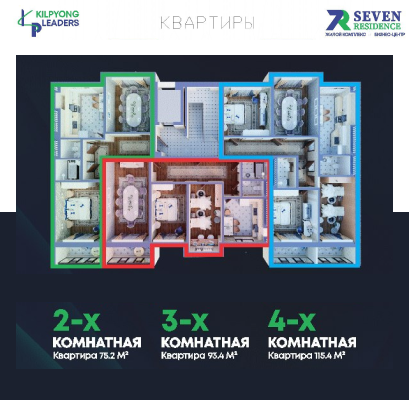 KILPYONG
LEADERS
КВАРТИРЫ
SEVEN
RESIDENCE
ЖИЛОЙ КОМПЛЕКС БИЗНЕС-ЦЕНТР
2-х
КОМНАТНАЯ
Квартира 75.2 М²
3-х
КОМНАТНАЯ
Квартира 93.4 М²
4-х
КОМНАТНАЯ
Квартира 115.4 М²